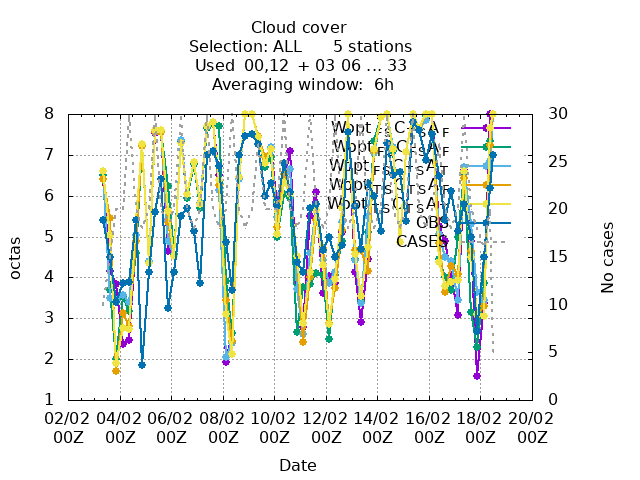 Cloud cover
Selection: ALL 5 stations
Used 00,12 + 03 06 ... 33
Averaging window: 6h
octas
No cases
8
7
6
5
4
3
2
1
30
25
20
15
10
5
0
OBS
CASES
02/02 04/02 06/02 08/02 10/02 12/02 14/02 16/02 18/02 20/02
00Z 00Z 00Z 00Z 00Z 00Z 00Z 00Z 00Z 00Z
Date